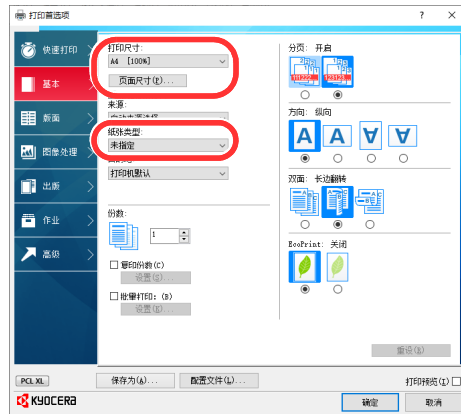 打印首选项
? ×
快速打印
基本
版面
图像处理
出版
作业
高级
打印尺寸:
A4 [100%]
页面尺寸(P)...
来源:
纸张类型:
未指定
打印机默认
份数:
1
复印份数(C)
设置(S)...
批量打印: (B)
设置(G)...
分页: 开启
111222
123123
方向: 纵向
A A A A
双面: 长边翻转
EcoPrint: 关闭
重设(R)
PCL XL
保存为(A)...
配置文件(L)...
打印预览(I)
KYOCERA
确定
取消